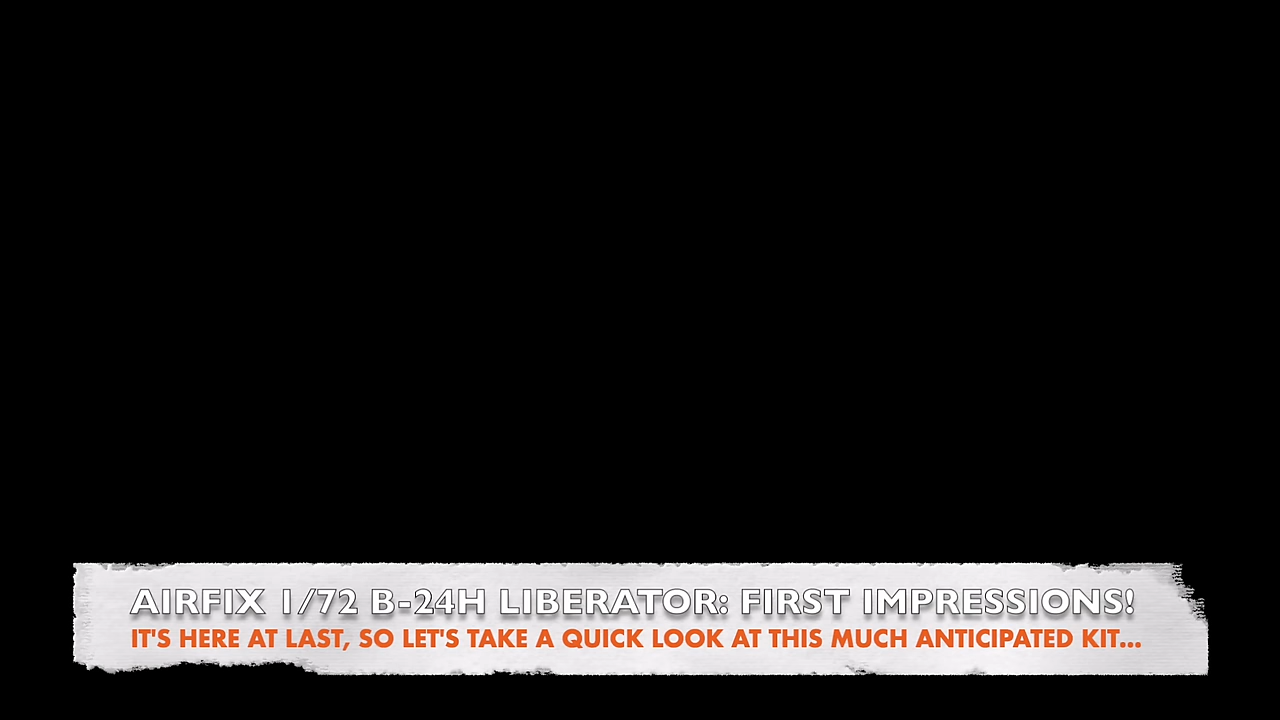 AIRFIX 1/72 B-24H LIBERATOR: FIRST IMPRESSIONS!
IT'S HERE AT LAST, SO LET'S TAKE A QUICK LOOK AT THIS MUCH ANTICIPATED KIT...